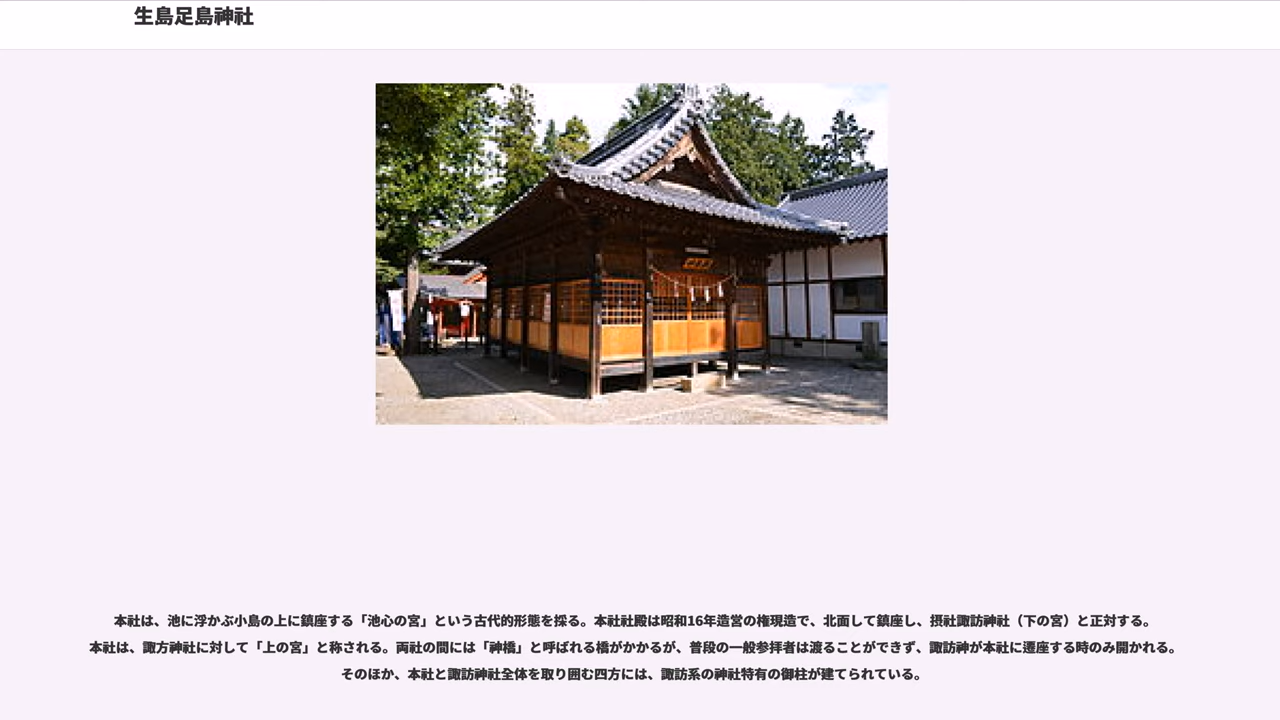 生島足島神社
本社は、池に浮かぶ小島の上に鎮座する「池心の宮」という古代的形態を採る。本社社殿は昭和16年造営の権現造で、北面して鎮座し、摂社諏訪神社（下の宮）と正対する。
本社は、諏方神社に対して「上の宮」と称される。両社の間には「神橋」と呼ばれる橋がかかるが、普段の一般参拝者は渡ることができず、諏訪神が本社に遷座する時のみ開かれる。
そのほか、本社と諏訪神社全体を取り囲む四方には、諏訪系の神社特有の御柱が建てられている。